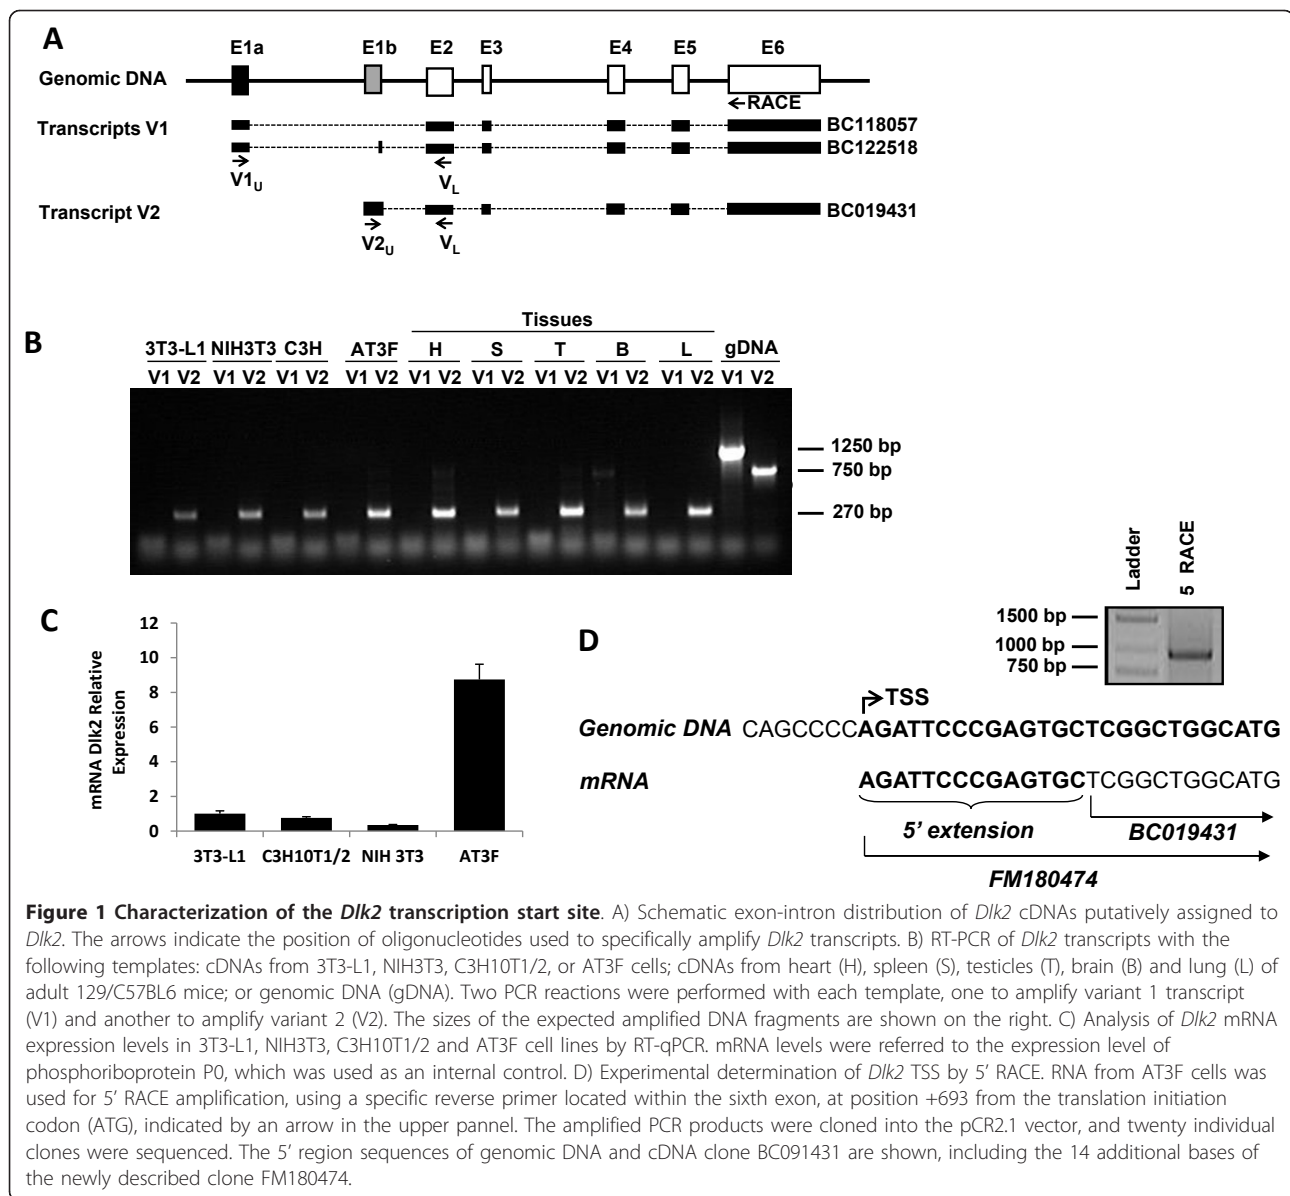 A
E1a E1b E2 E3 E4 E5 E6
Genomic DNA
RACE
Transcripts V1
BC118057
BC122518
V1U VL
Transcript V2
BC019431
V2U VL
B
Tissues
3T3-L1 NIH3T3 C3H AT3F H S T B L gDNA
V1 V2 V1 V2 V1 V2 V1 V2 V1 V2 V1 V2 V1 V2 V1 V2 V1 V2 V1 V2
1250 bp
750 bp
270 bp
C
mRNA Dlk2 Relative
Expression
12
10
8
6
4
2
0
3T3-L1 C3H10T1/2 NIH 3T3 AT3F
D
Ladder
5 RACE
1500 bp
1000 bp
750 bp
TSS
Genomic DNA CAGCCCCAGATTCCCGAGTGCTCGGCTGGCATG
mRNA AGATTCCCGAGTGCTCGGCTGGCATG
5' extension BC019431
FM180474
Figure 1 Characterization of the Dlk2 transcription start site. A) Schematic exon-intron distribution of Dlk2 cDNAs putatively assigned to
Dlk2. The arrows indicate the position of oligonucleotides used to specifically amplify Dlk2 transcripts. B) RT-PCR of Dlk2 transcripts with the
following templates: cDNAs from 3T3-L1, NIH3T3, C3H10T1/2, or AT3F cells; cDNAs from heart (H), spleen (S), testicles (T), brain (B) and lung (L) of
adult 129/C57BL6 mice; or genomic DNA (gDNA). Two PCR reactions were performed with each template, one to amplify variant 1 transcript
(V1) and another to amplify variant 2 (V2). The sizes of the expected amplified DNA fragments are shown on the right. C) Analysis of Dlk2 mRNA
expression levels in 3T3-L1, NIH3T3, C3H10T1/2 and AT3F cell lines by RT-qPCR. mRNA levels were referred to the expression level of
phosphoriboprotein P0, which was used as an internal control. D) Experimental determination of Dlk2 TSS by 5' RACE. RNA from AT3F cells was
used for 5' RACE amplification, using a specific reverse primer located within the sixth exon, at position +693 from the translation initiation
codon (ATG), indicated by an arrow in the upper pannel. The amplified PCR products were cloned into the pCR2.1 vector, and twenty individual
clones were sequenced. The 5' region sequences of genomic DNA and cDNA clone BC091431 are shown, including the 14 additional bases of
the newly described clone FM180474.